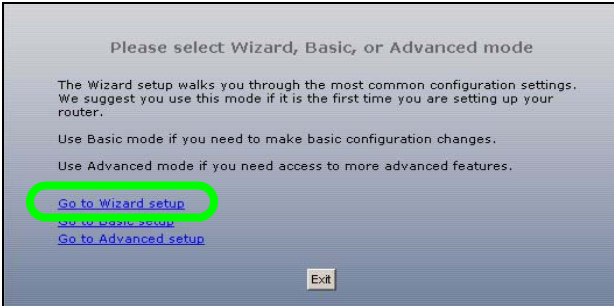 Please select Wizard, Basic, or Advanced mode
The Wizard setup walks you through the most common configuration settings.
We suggest you use this mode if it is the first time you are setting up your
router.
Use Basic mode if you need to make basic configuration changes.
Use Advanced mode if you need access to more advanced features.
Go to Wizard setup
Go to Basic setup
Go to Advanced setup
Exit